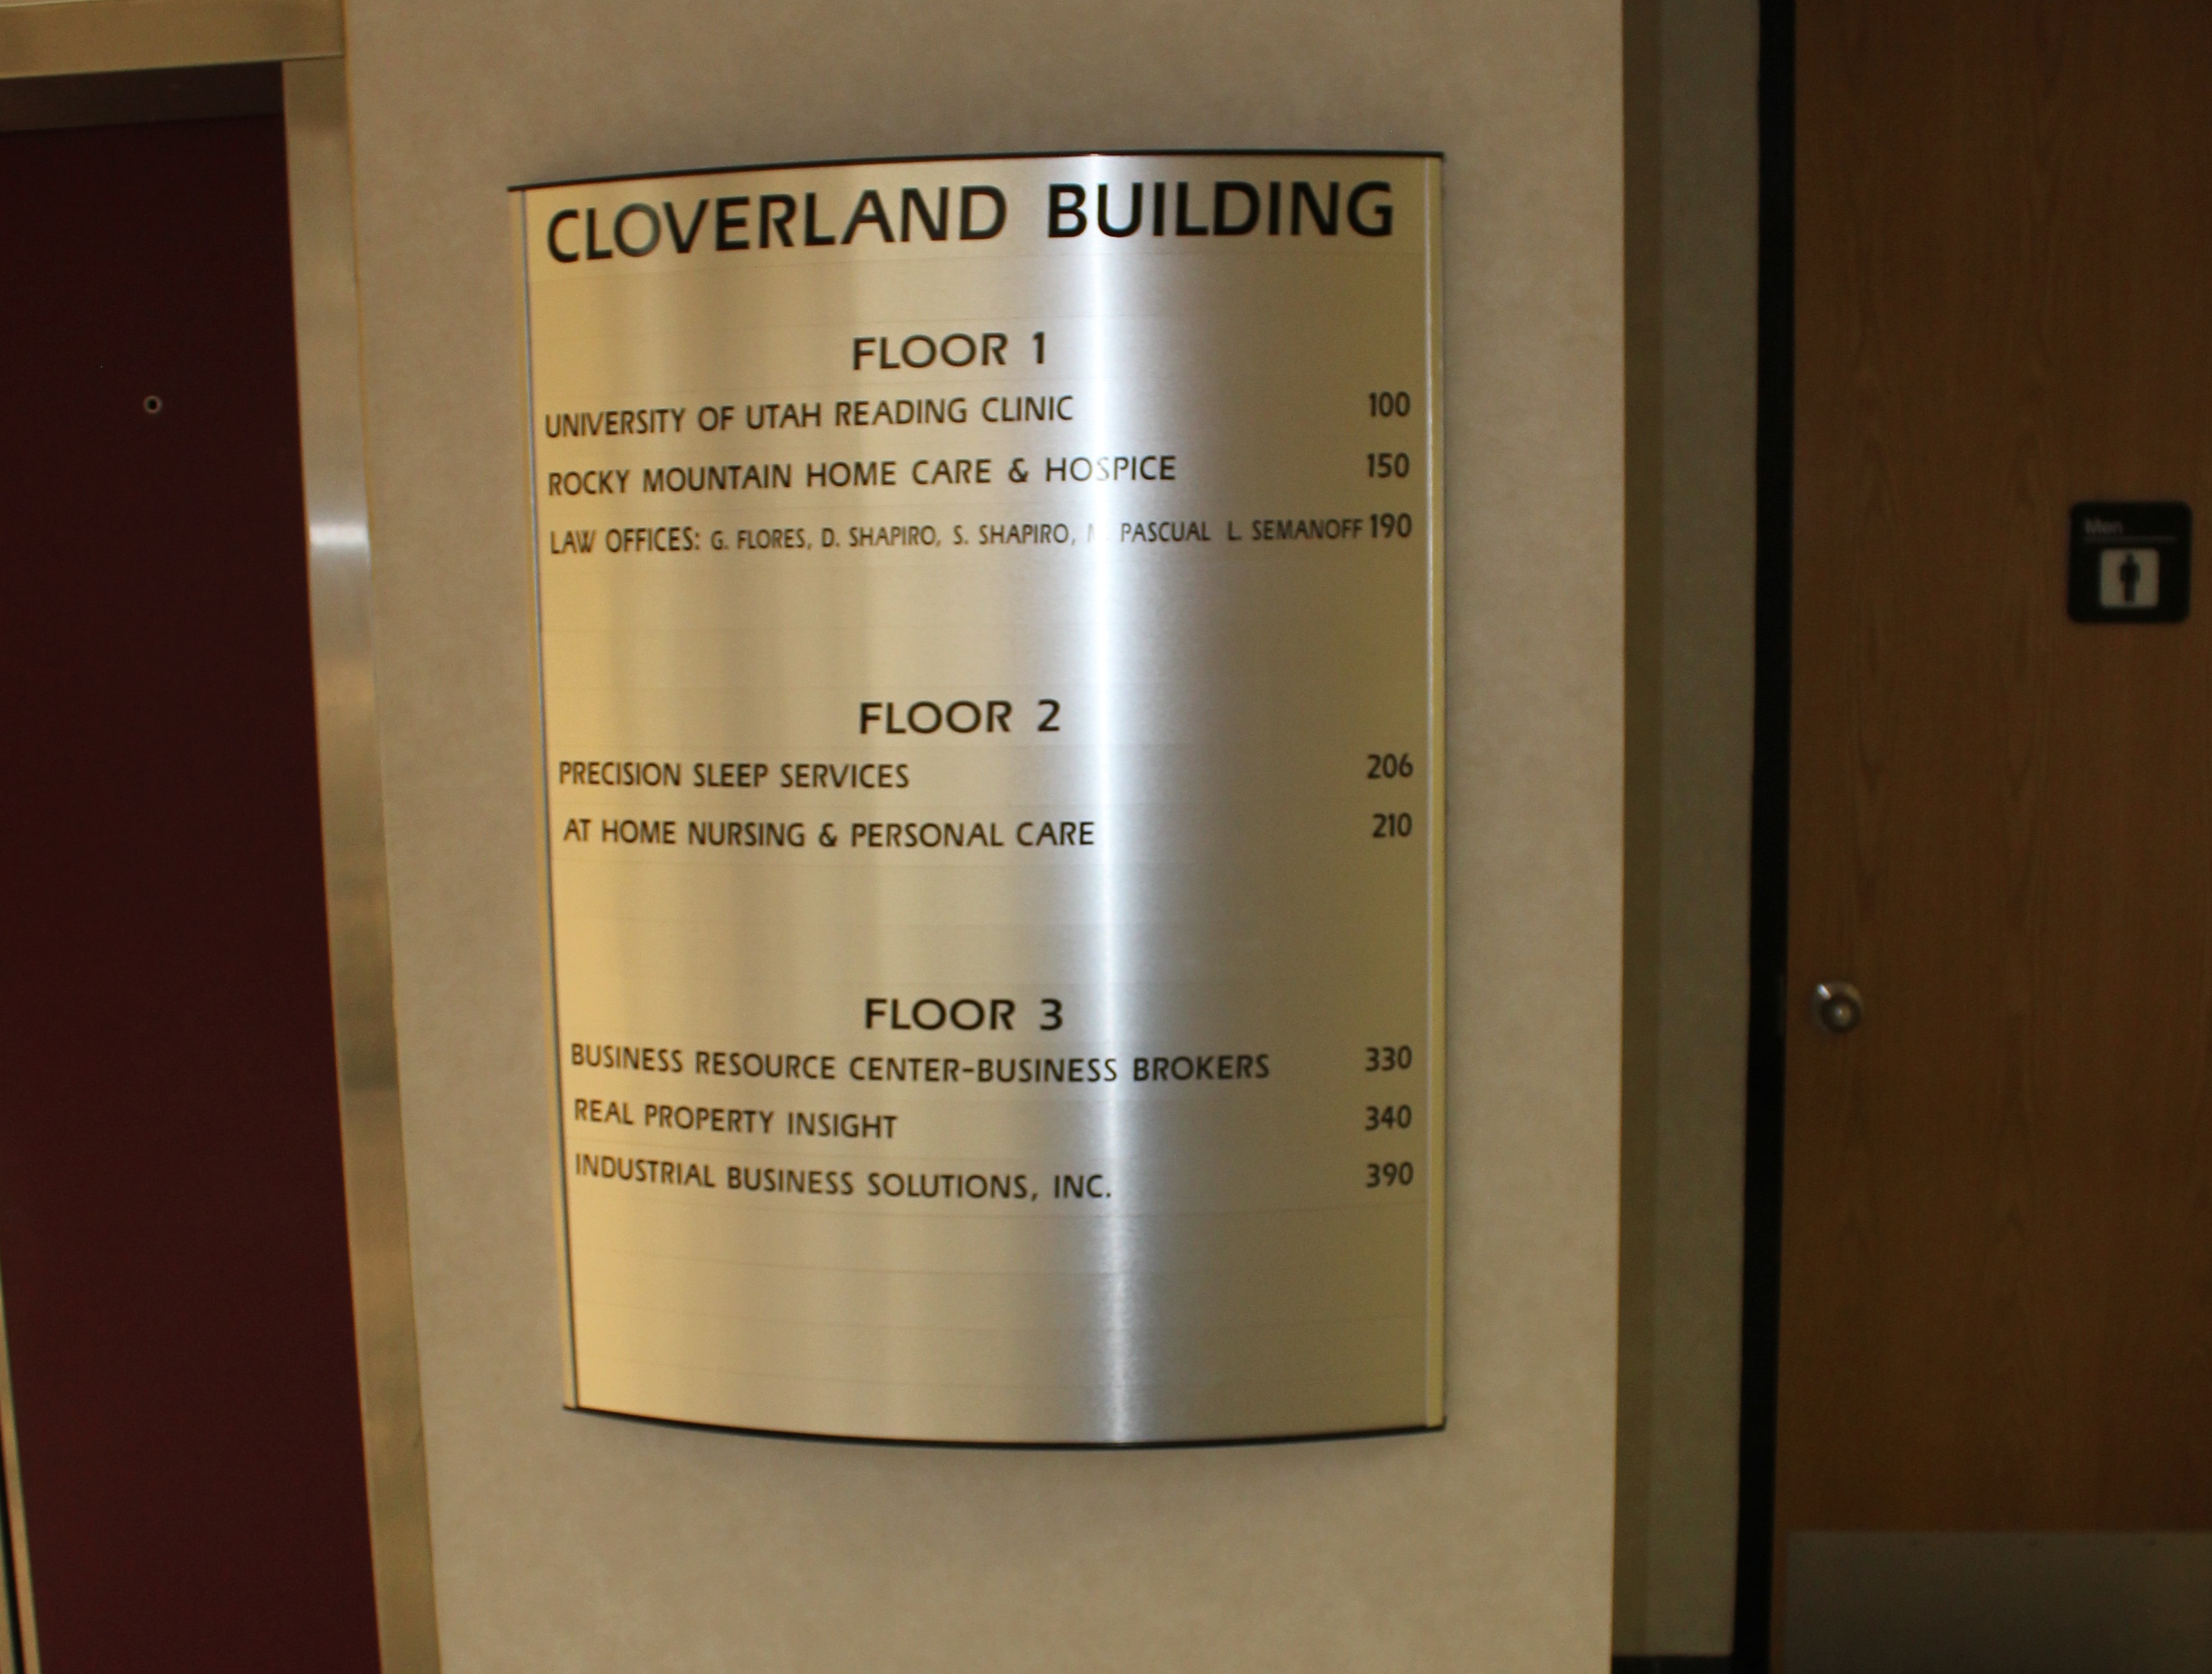 CLOVERLAND BUILDING
FLOOR 1
UNIVERSITY OF UTAH READING CLINIC 100
ROCKY MOUNTAIN HOME CARE & HOSPICE 150
LAW OFFICES: G. FLORES, D. SHAPIRO, S. SHAPIRO, PASCUAL L. SEMANOFF 190
FLOOR 2
PRECISION SLEEP SERVICES 206
AT HOME NURSING & PERSONAL CARE 210
FLOOR 3
BUSINESS RESOURCE CENTER-BUSINESS BROKERS 330
REAL PROPERTY INSIGHT 340
INDUSTRIAL BUSINESS SOLUTIONS, INC. 390
Men